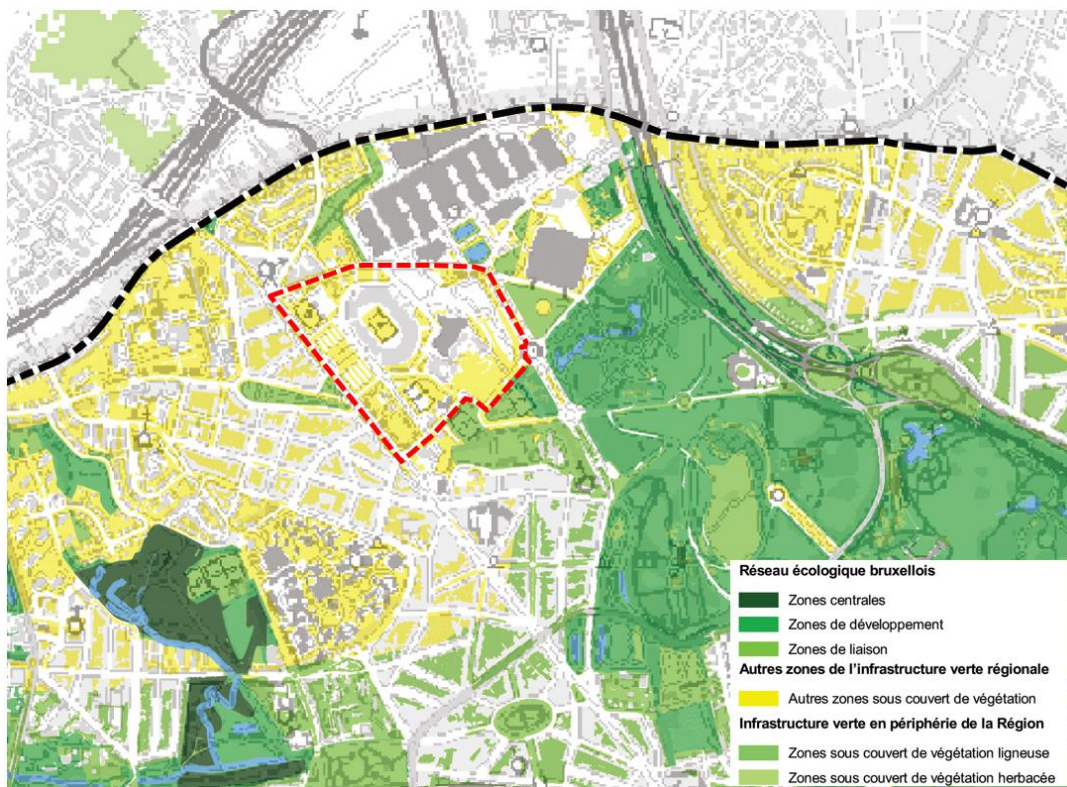 Réseau écologique bruxellois
Zones centrales
Zones de développement
Zones de liaison
Autres zones de l'infrastructure verte régionale
Autres zones sous couvert de végétation
Infrastructure verte en périphérie de la Région
Zones sous couvert de végétation ligneuse
Zones sous couvert de végétation herbacée